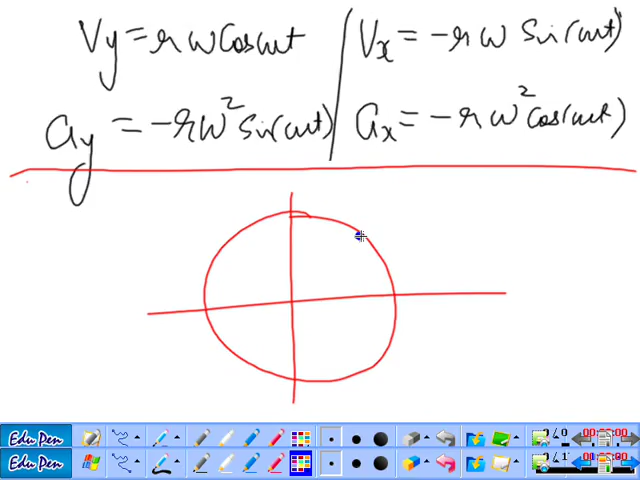 Vy = rω cos ωt / Vx = -rω Sin(ωt)
ay = -rω² Sin(ωt) / ax = -rω² cos(ωt)
Edu Pen
Edu Pen